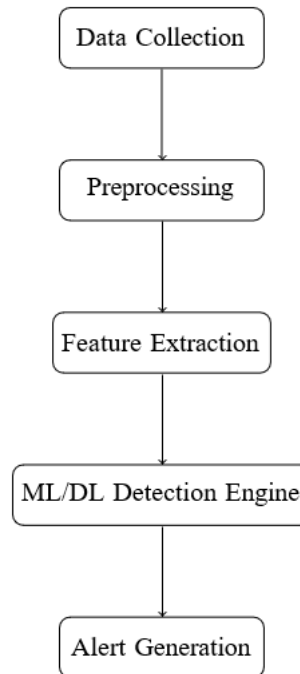 Data Collection
Preprocessing
Feature Extraction
ML/DL Detection Engine
Alert Generation